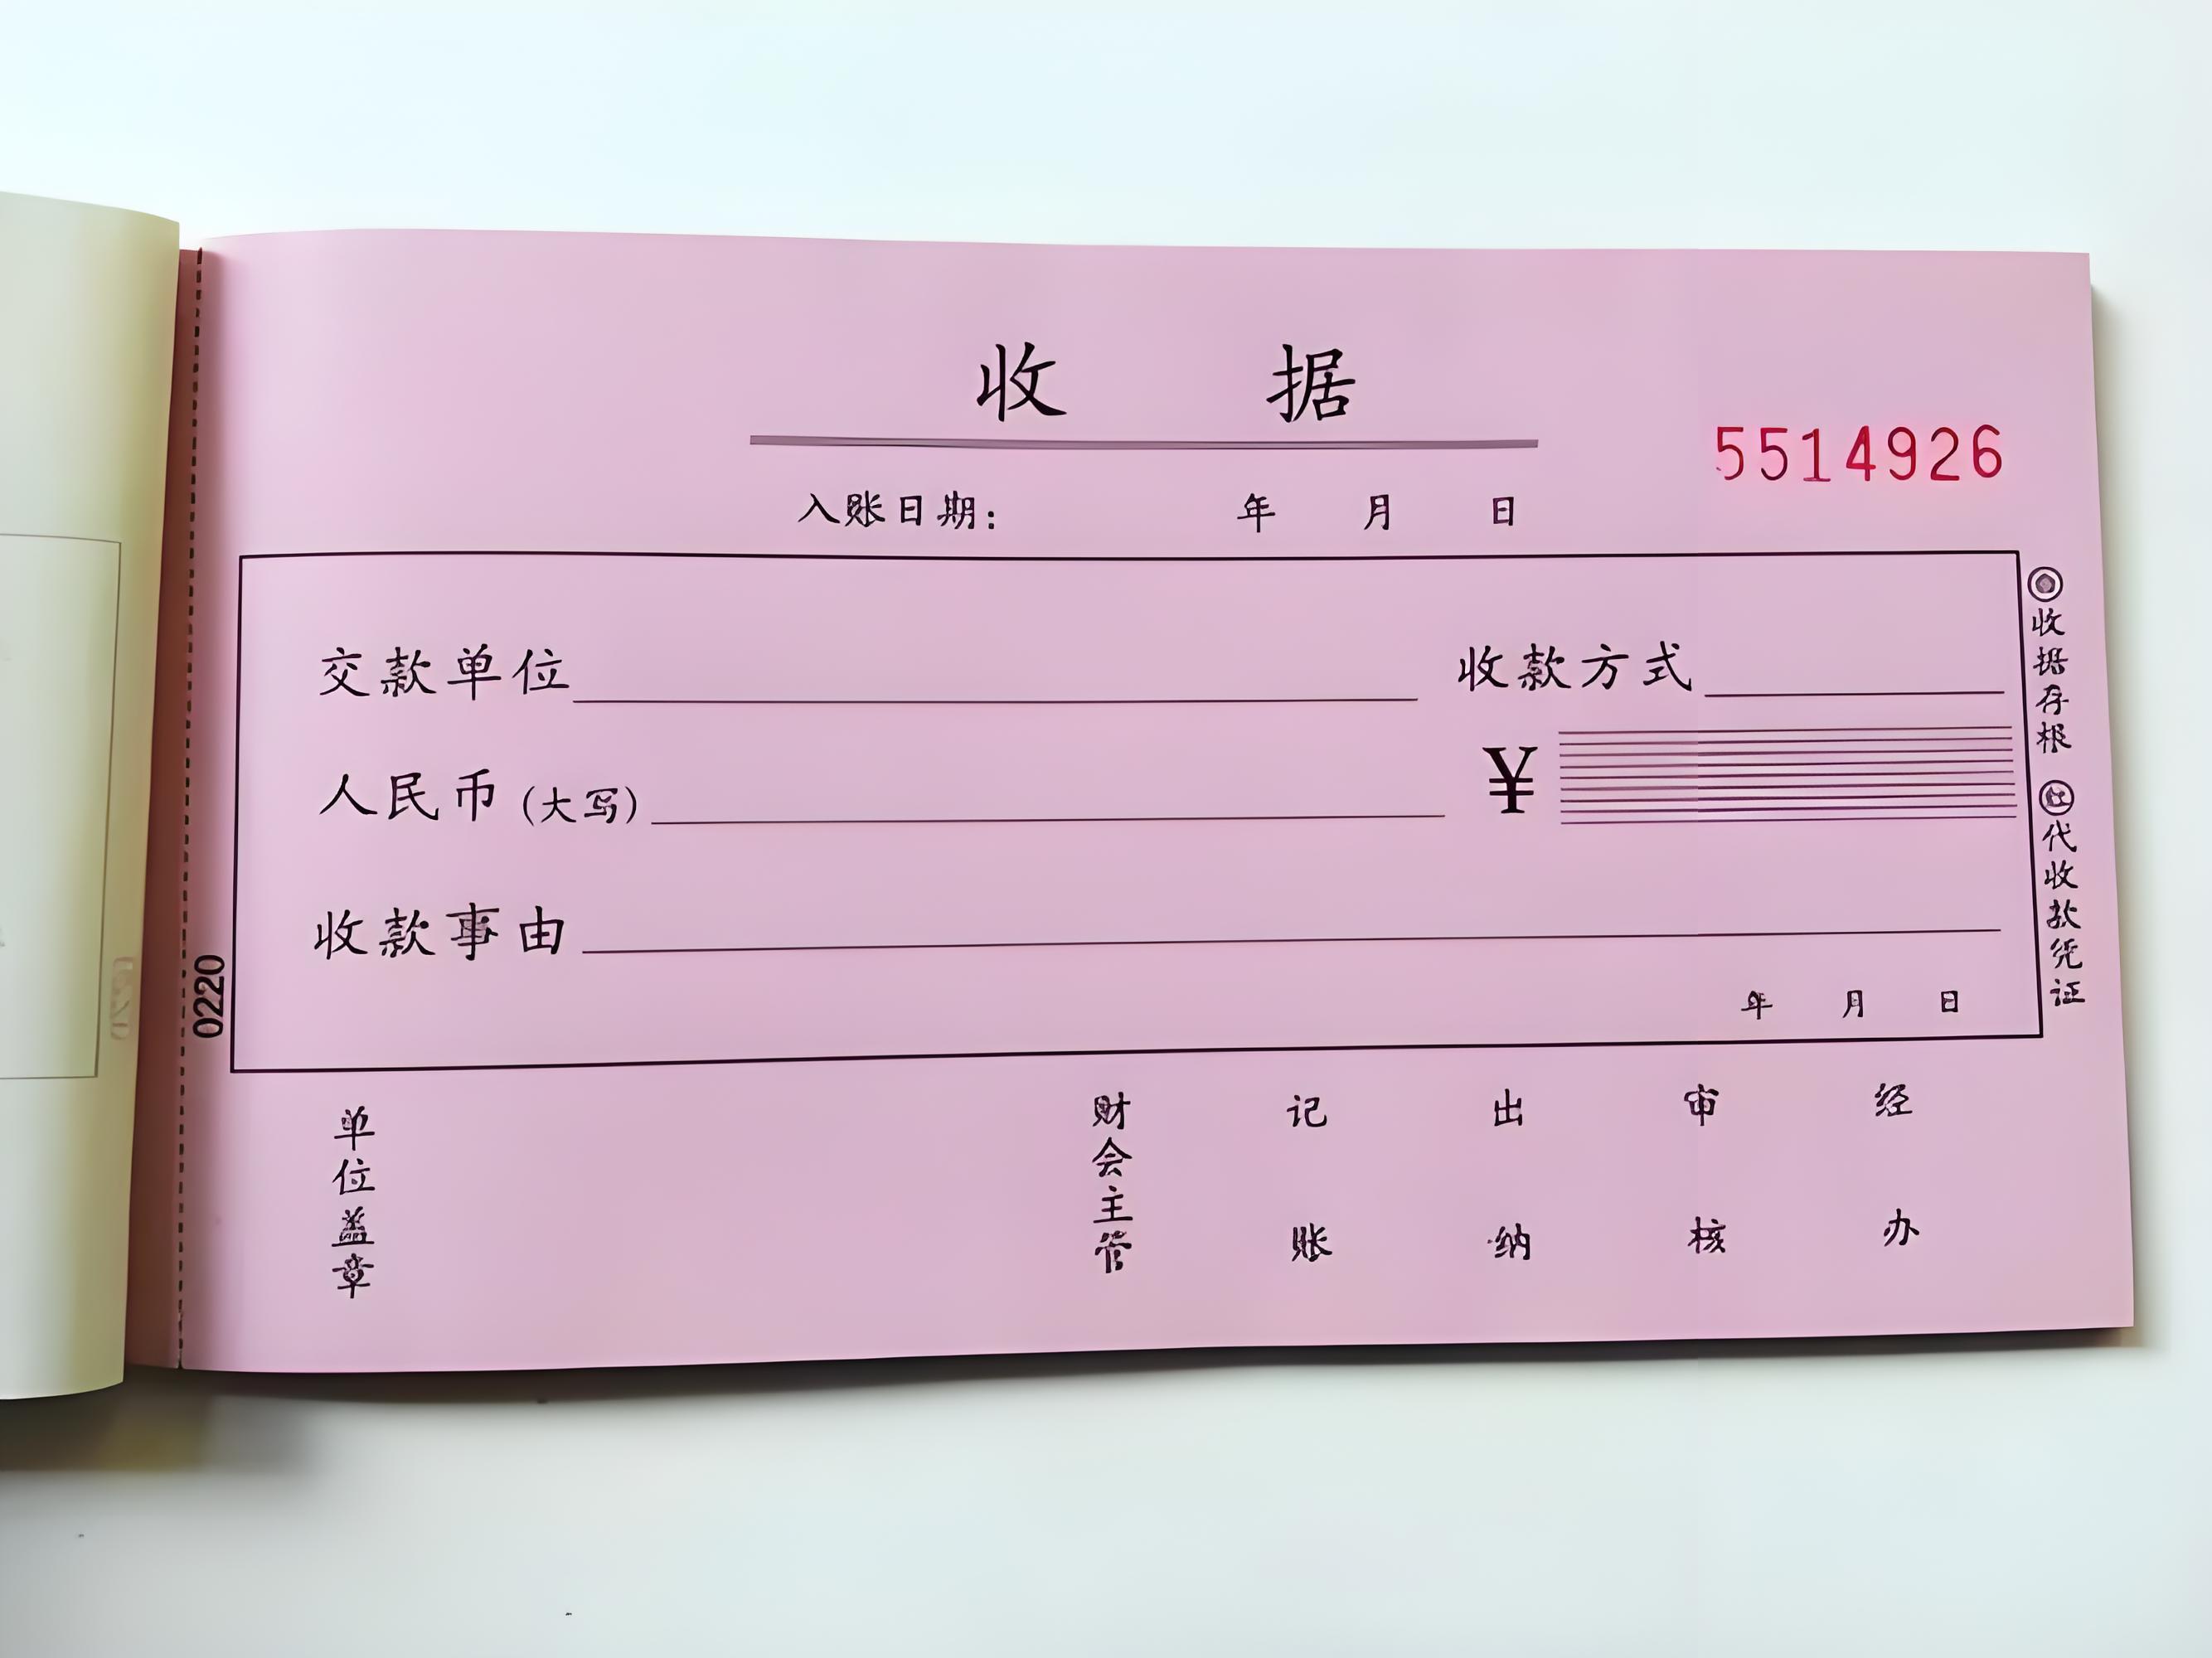 收 据
5514926
入账日期： 年 月 日
交款单位 收款方式
人民币(大写) ¥
收款事由
年 月 日
收据存根 代收款凭证
0220
单位盖章 财会主管 记账 出纳 审核 经办